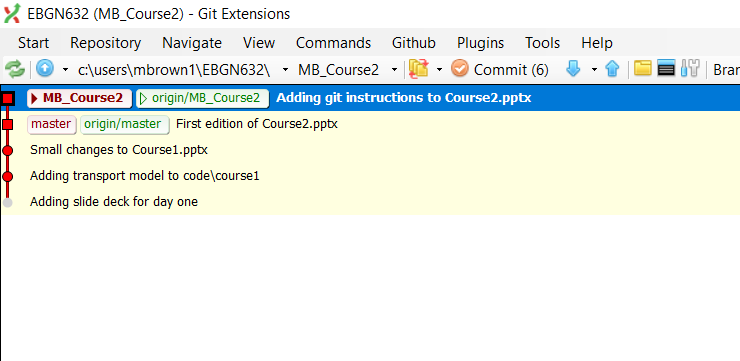 EBGN632 (MB_Course2) - Git Extensions
Start Repository Navigate View Commands Github Plugins Tools Help
c:\users\mbrown1\EBGN632\ MB_Course2 Commit (6) Bran
MB_Course2 origin/MB_Course2 Adding git instructions to Course2.pptx
master origin/master First edition of Course2.pptx
Small changes to Course1.pptx
Adding transport model to code\course1
Adding slide deck for day one